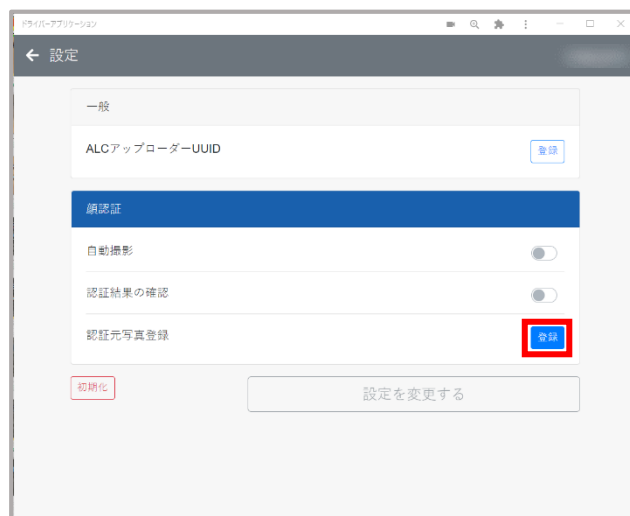 ドライバーアプリケーション
設定
一般
ALCアップローダーUUID
登録
顔認証
自動撮影
認証結果の確認
認証元写真登録
登録
初期化
設定を変更する